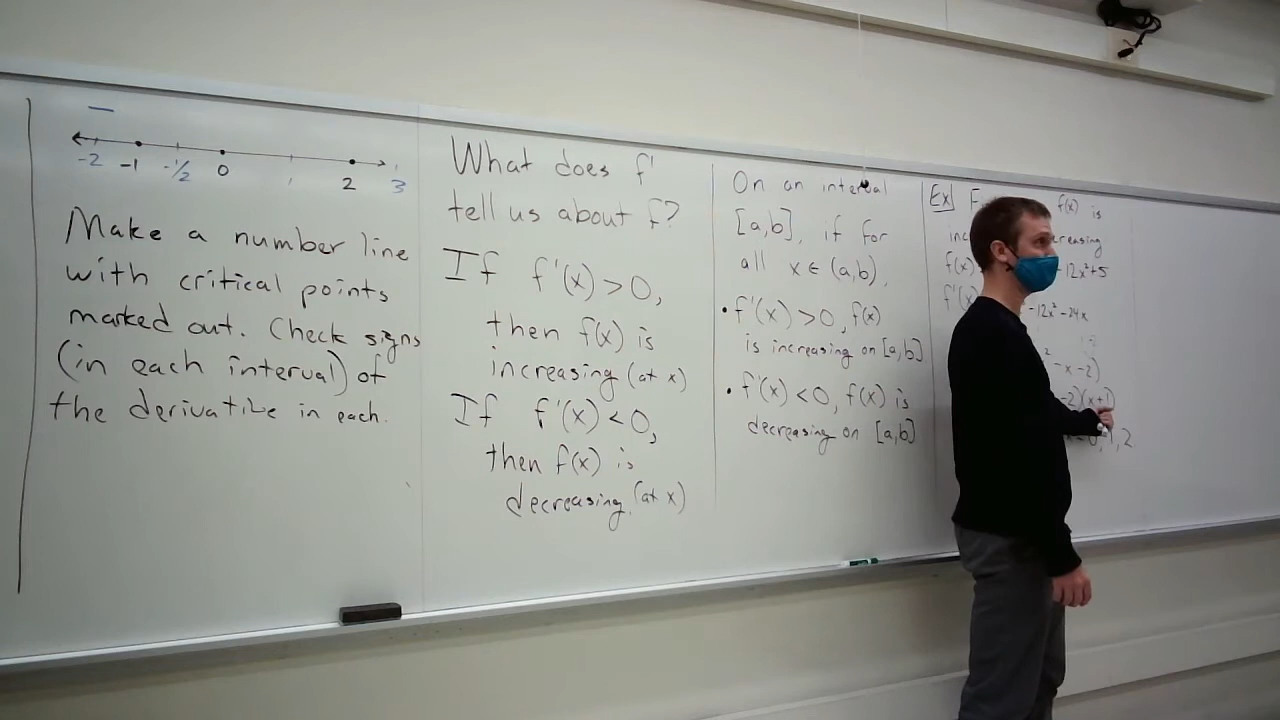 −
-2 -1 -1/2 0 1 2 3
Make a number line
with critical points
marked out. Check signs
(in each interval) of
the derivative in each.
What does f'
tell us about f?
If f'(x) > 0,
then f(x) is
increasing (at x)
If f'(x) < 0,
then f(x) is
decreasing (at x)
On an interval
[a,b], if for
all x ∈ (a,b),
• f'(x) > 0, f(x)
is increasing on [a,b]
• f'(x) < 0, f(x) is
decreasing on [a,b]
Ex f(x) is
f(x) -12x²+5
f'(x) -12x²-24x
-x-2)
-2)(x+1)
, 2